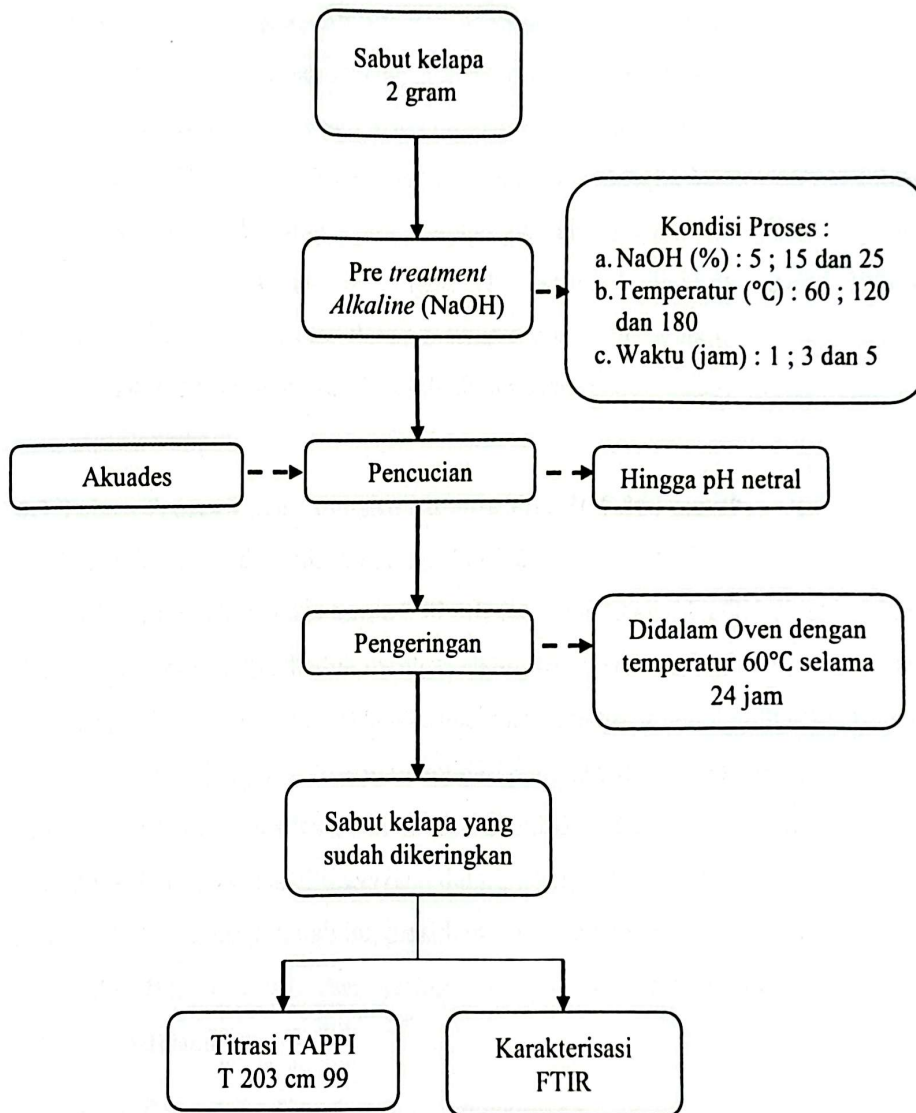 Sabut kelapa
2 gram
Pre treatment
Alkaline (NaOH)
Kondisi Proses :
a. NaOH (%) : 5 ; 15 dan 25
b. Temperatur (°C) : 60 ; 120
dan 180
c. Waktu (jam) : 1 ; 3 dan 5
Akuades
Pencucian
Hingga pH netral
Pengeringan
Didalam Oven dengan
temperatur 60°C selama
24 jam
Sabut kelapa yang
sudah dikeringkan
Titrasi TAPPI
T 203 cm 99
Karakterisasi
FTIR